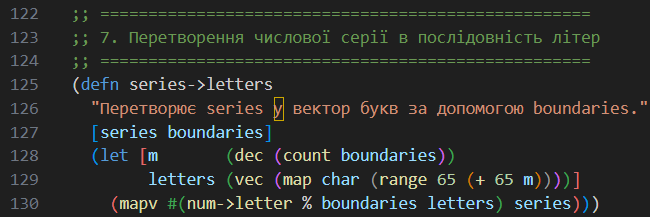 122 ;; ==================================================
123 ;; 7. Перетворення числової серії в послідовність літер
124 ;; ==================================================
125 (defn series->letters
126 "Перетворює series у вектор букв за допомогою boundaries."
127 [series boundaries]
128 (let [m (dec (count boundaries))
129 letters (vec (map char (range 65 (+ 65 m))))]
130 (mapv #(num->letter % boundaries letters) series)))